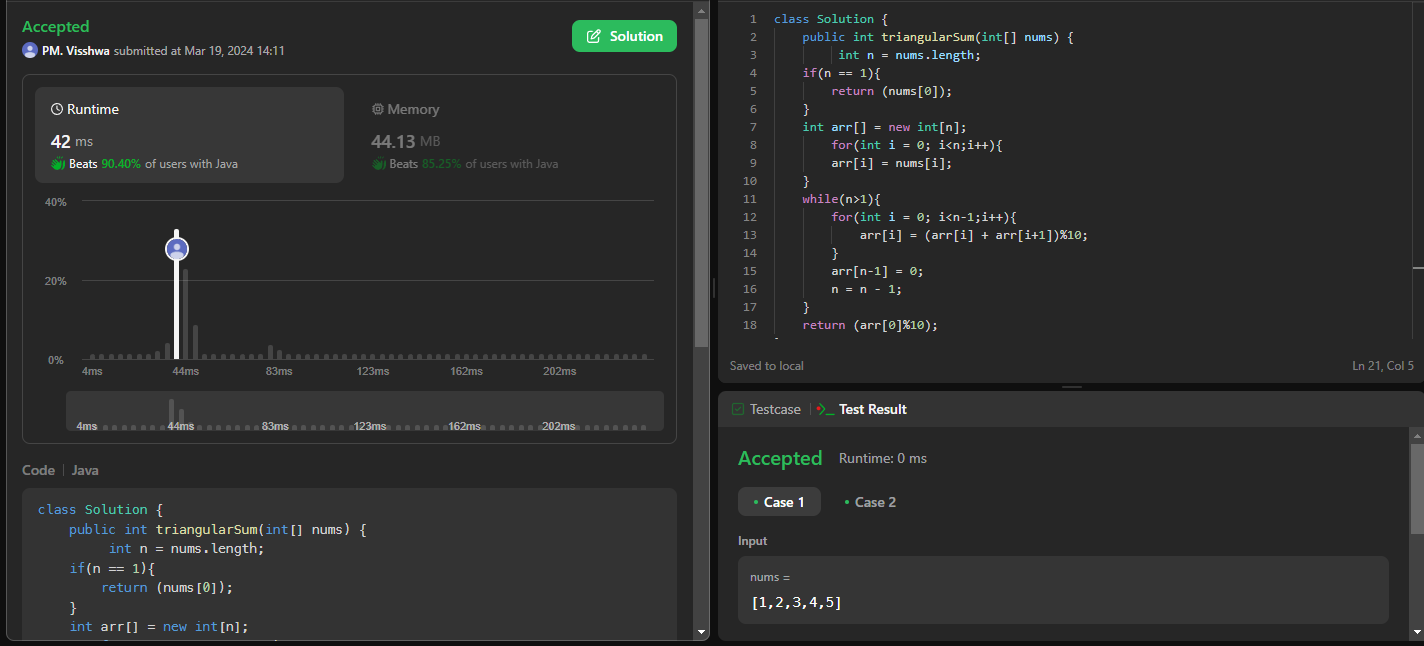 Accepted
PM. Visshwa submitted at Mar 19, 2024 14:11
Solution
Runtime
42 ms
Beats 90.40% of users with Java
Memory
44.13 MB
Beats 85.25% of users with Java
40%
20%
0%
4ms 44ms 83ms 123ms 162ms 202ms
4ms 44ms 83ms 123ms 162ms 202ms
Code | Java
class Solution {
public int triangularSum(int[] nums) {
int n = nums.length;
if(n == 1){
return (nums[0]);
}
int arr[] = new int[n];
1 class Solution {
2 public int triangularSum(int[] nums) {
3 int n = nums.length;
4 if(n == 1){
5 return (nums[0]);
6 }
7 int arr[] = new int[n];
8 for(int i = 0; i<n;i++){
9 arr[i] = nums[i];
10 }
11 while(n>1){
12 for(int i = 0; i<n-1;i++){
13 arr[i] = (arr[i] + arr[i+1])%10;
14 }
15 arr[n-1] = 0;
16 n = n - 1;
17 }
18 return (arr[0]%10);
Saved to local
Ln 21, Col 5
Testcase | >_ Test Result
Accepted Runtime: 0 ms
• Case 1 • Case 2
Input
nums =
[1,2,3,4,5]